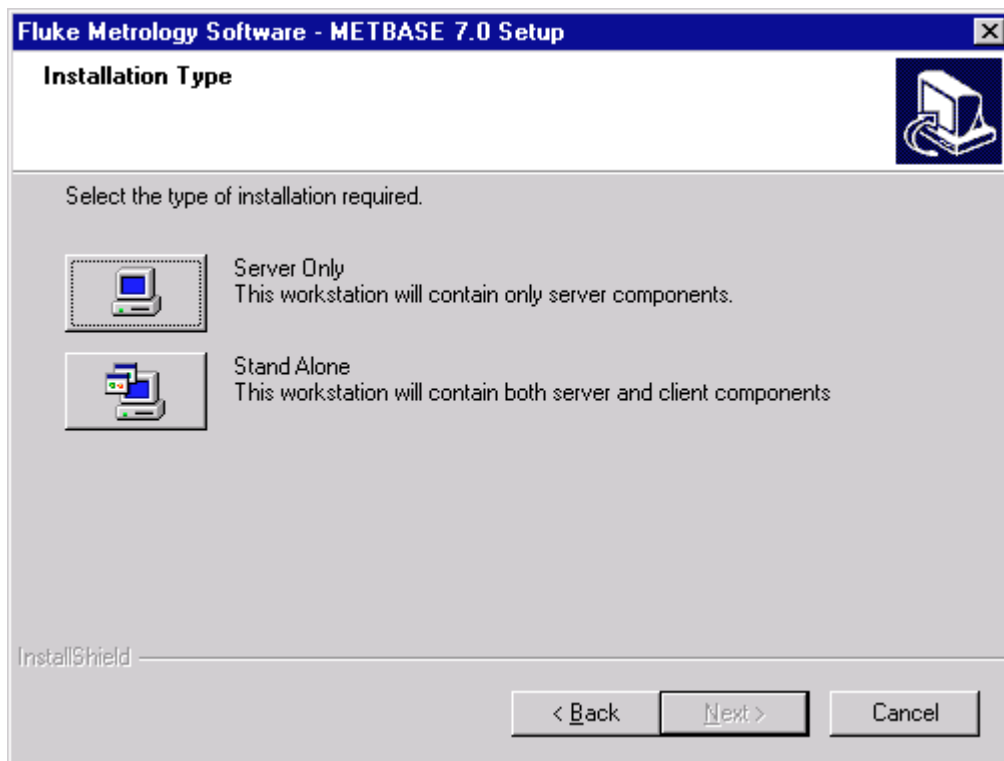 Fluke Metrology Software - METBASE 7.0 Setup
Installation Type
Select the type of installation required.
Server Only
This workstation will contain only server components.
Stand Alone
This workstation will contain both server and client components
InstallShield
< Back
Next >
Cancel